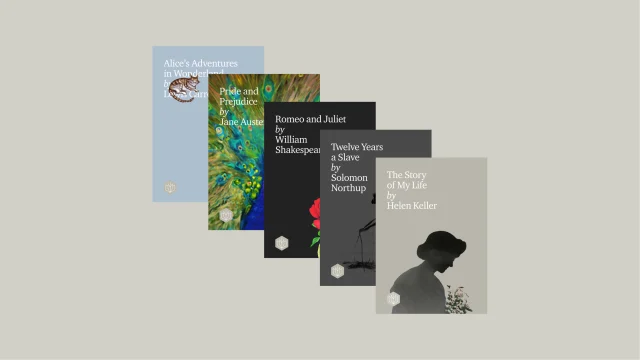 Alice's Adventures
in Wonderland
by
Pride and
Prejudice
by
Jane Auste
Romeo and Juliet
by
William
Shakespear
Twelve Years
a Slave
by
Solomon
Northup
The Story
of My Life
by
Helen Keller